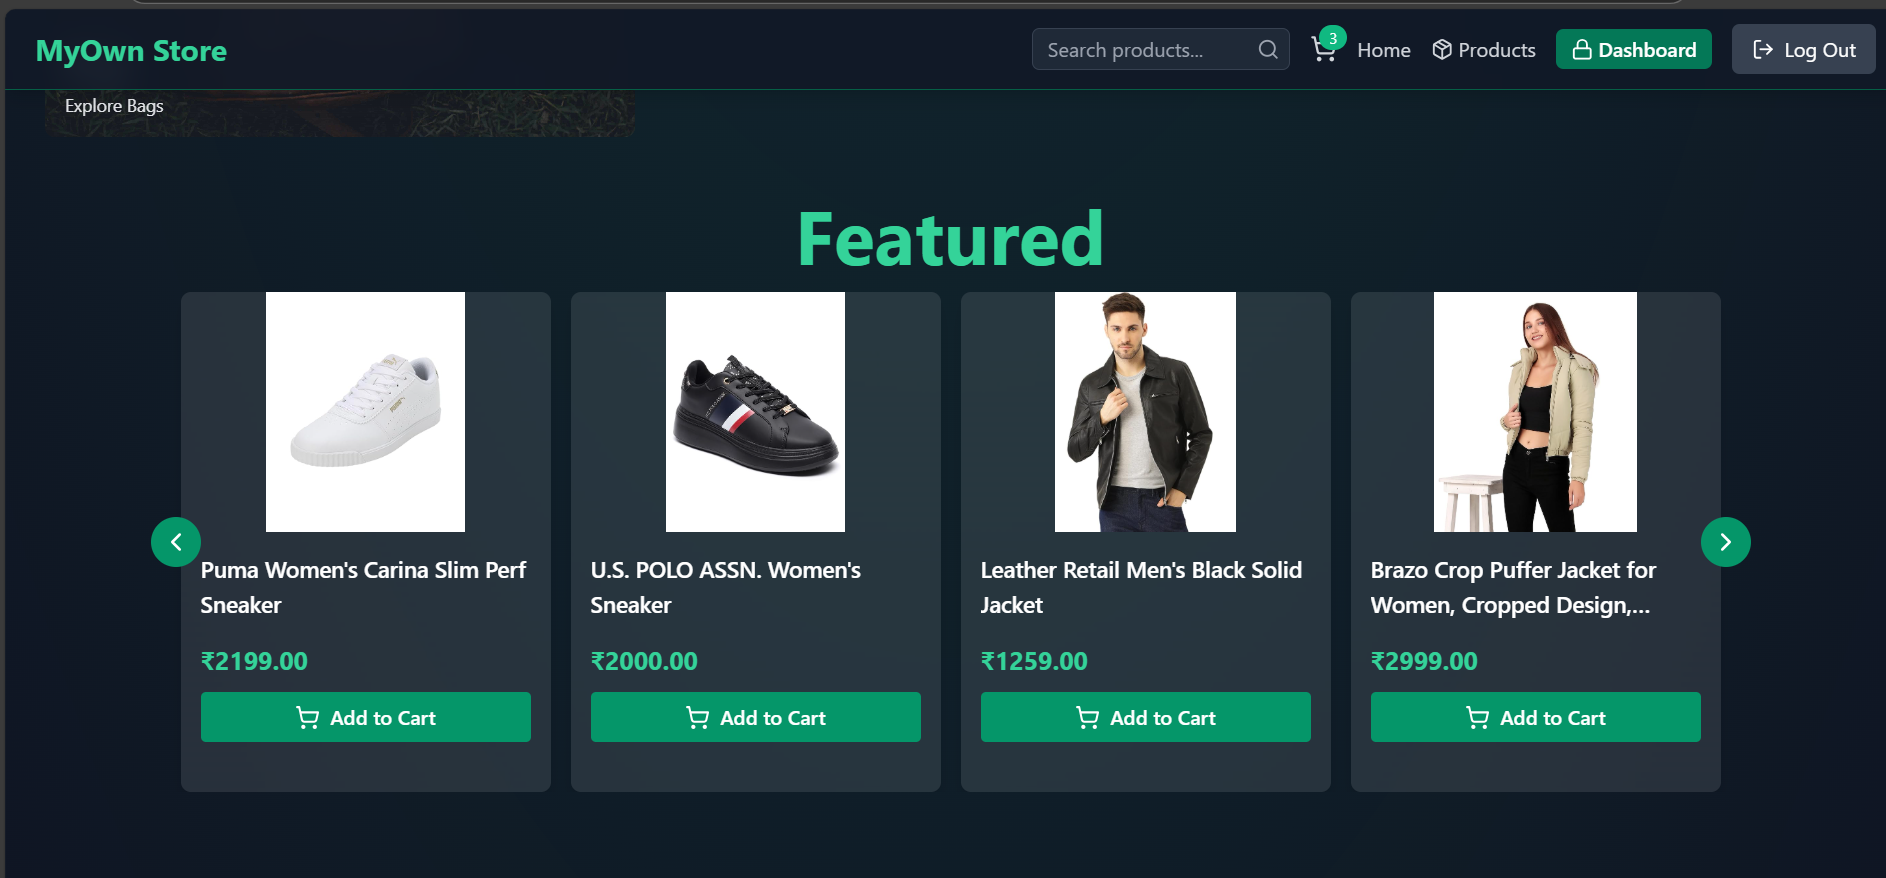 MyOwn Store
Search products...
3
Home
Products
Dashboard
Log Out
Explore Bags
Featured
Puma Women's Carina Slim Perf
Sneaker
₹2199.00
Add to Cart
U.S. POLO ASSN. Women's
Sneaker
₹2000.00
Add to Cart
Leather Retail Men's Black Solid
Jacket
₹1259.00
Add to Cart
Brazo Crop Puffer Jacket for
Women, Cropped Design,...
₹2999.00
Add to Cart